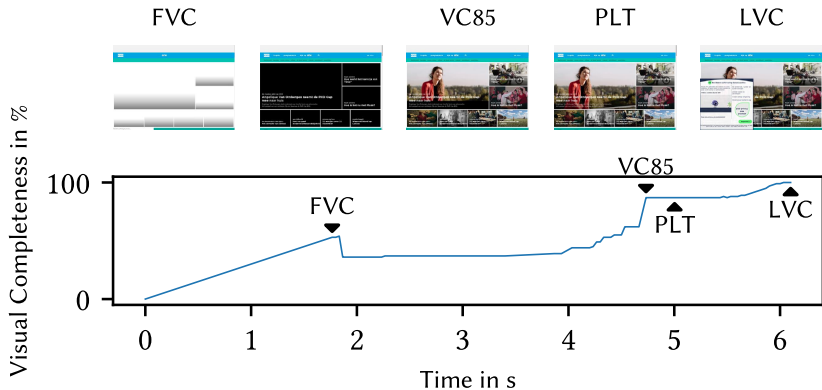 FVC
VC85
PLT
LVC
Visual Completeness in %
100
0
FVC
VC85
PLT
LVC
0
1
2
3
4
5
6
Time in s